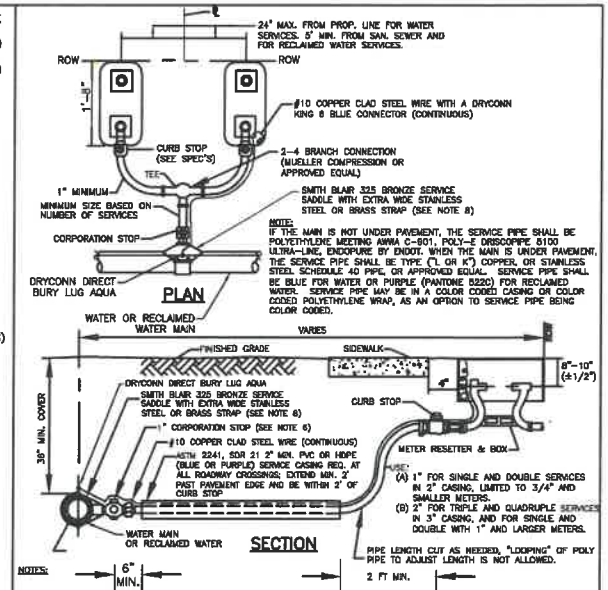 ℄
24" MAX. FROM PROP. LINE FOR WATER
SERVICES. 5' MIN. FROM SAN. SEWER AND
FOR RECLAIMED WATER SERVICES.
ROW
ROW
1'-8"
#10 COPPER CLAD STEEL WIRE WITH A DRYCONN
KING 6 BLUE CONNECTOR (CONTINUOUS)
CURB STOP
(SEE SPEC'S)
2-4 BRANCH CONNECTION
(MUELLER COMPRESSION OR
APPROVED EQUAL)
TEE
1" MINIMUM
MINIMUM SIZE BASED ON
NUMBER OF SERVICES
SMITH BLAIR 325 BRONZE SERVICE
SADDLE WITH EXTRA WIDE STAINLESS
STEEL OR BRASS STRAP (SEE NOTE 8)
CORPORATION STOP
NOTE:
IF THE MAIN IS NOT UNDER PAVEMENT, THE SERVICE PIPE SHALL BE
POLYETHYLENE MEETING AWWA C-901, POLY-E DRISCOPIPE 5100
ULTRA-LINE, ENDOPURE BY ENDOT. WHEN THE MAIN IS UNDER PAVEMENT,
THE SERVICE PIPE SHALL BE TYPE ("L OR K") COPPER, OR STAINLESS
STEEL SCHEDULE 40 PIPE, OR APPROVED EQUAL. SERVICE PIPE SHALL
BE BLUE FOR WATER OR PURPLE (PANTONE 522C) FOR RECLAIMED
WATER. SERVICE PIPE MAY BE IN A COLOR CODED CASING OR COLOR
CODED POLYETHYLENE WRAP, AS AN OPTION TO SERVICE PIPE BEING
COLOR CODED.
DRYCONN DIRECT
BURY LUG AQUA
PLAN
WATER OR RECLAIMED
WATER MAIN
VARIES
ROW
FINISHED GRADE
SIDEWALK
8"-10"
(±1/2")
4"
36" MIN. COVER
DRYCONN DIRECT BURY LUG AQUA
SMITH BLAIR 325 BRONZE SERVICE
SADDLE WITH EXTRA WIDE STAINLESS
STEEL OR BRASS STRAP (SEE NOTE 8)
CURB STOP
1" CORPORATION STOP (SEE NOTE 6)
#10 COPPER CLAD STEEL WIRE (CONTINUOUS)
METER RESETTER & BOX
ASTM 2241, SDR 21 2" MIN. PVC OR HDPE
(BLUE OR PURPLE) SERVICE CASING REQ. AT
ALL ROADWAY CROSSINGS; EXTEND MIN. 2'
PAST PAVEMENT EDGE AND BE WITHIN 2' OF
CURB STOP
USE:
(A) 1" FOR SINGLE AND DOUBLE SERVICES
IN 2" CASING, LIMITED TO 3/4" AND
SMALLER METERS.
(B) 2" FOR TRIPLE AND QUADRUPLE SERVICES
IN 3" CASING, AND FOR SINGLE AND
DOUBLE WITH 1" AND LARGER METERS.
WATER MAIN
OR RECLAIMED WATER
SECTION
PIPE LENGTH CUT AS NEEDED, "LOOPING" OF POLY
PIPE TO ADJUST LENGTH IS NOT ALLOWED.
NOTES:
6"
MIN.
2 FT MIN.